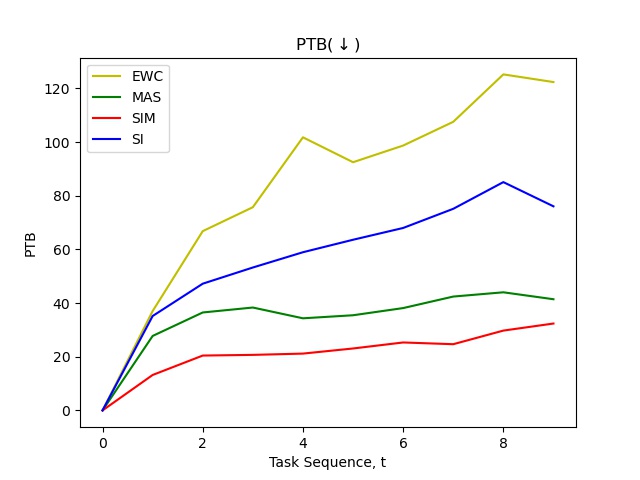 PTB( ↓ )
EWC
MAS
SIM
SI
PTB
120
100
80
60
40
20
0
0 2 4 6 8
Task Sequence, t